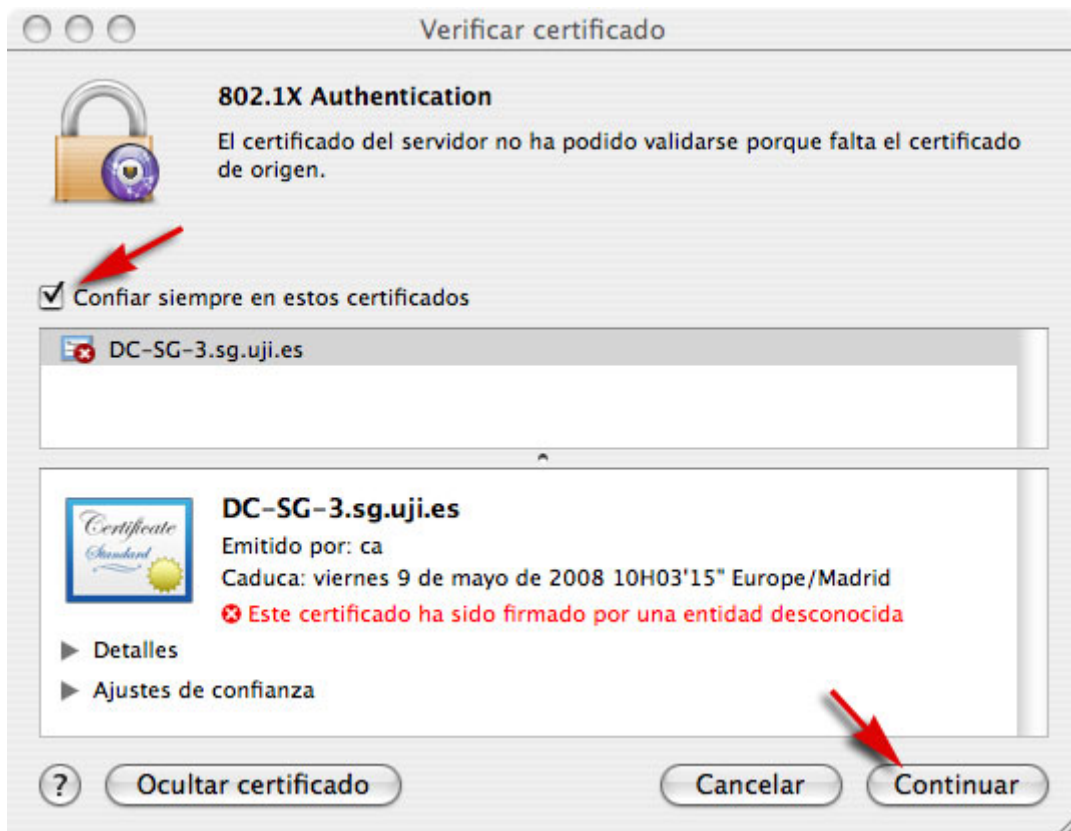 Verificar certificado
802.1X Authentication
El certificado del servidor no ha podido validarse porque falta el certificado
de origen.
Confiar siempre en estos certificados
DC-SG-3.sg.uji.es
Certificate
Standard
DC-SG-3.sg.uji.es
Emitido por: ca
Caduca: viernes 9 de mayo de 2008 10H03'15" Europe/Madrid
Este certificado ha sido firmado por una entidad desconocida
Detalles
Ajustes de confianza
?
Ocultar certificado
Cancelar
Continuar